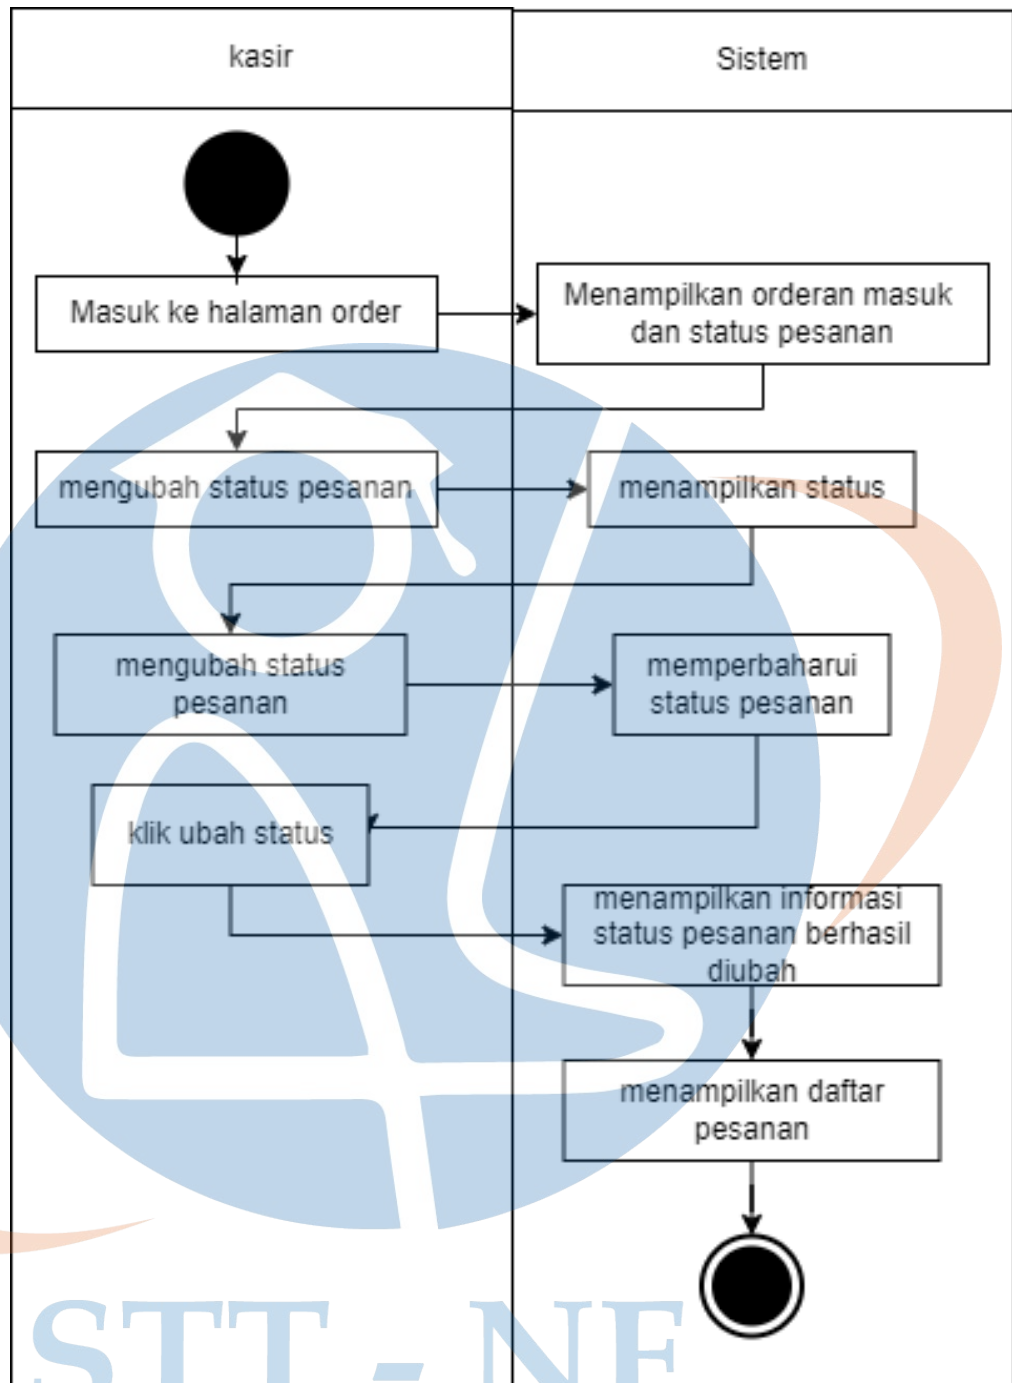 kasir
Sistem
Masuk ke halaman order
Menampilkan orderan masuk
dan status pesanan
mengubah status pesanan
menampilkan status
mengubah status
pesanan
memperbaharui
status pesanan
klik ubah status
menampilkan informasi
status pesanan berhasil
diubah
menampilkan daftar
pesanan
STT - NF